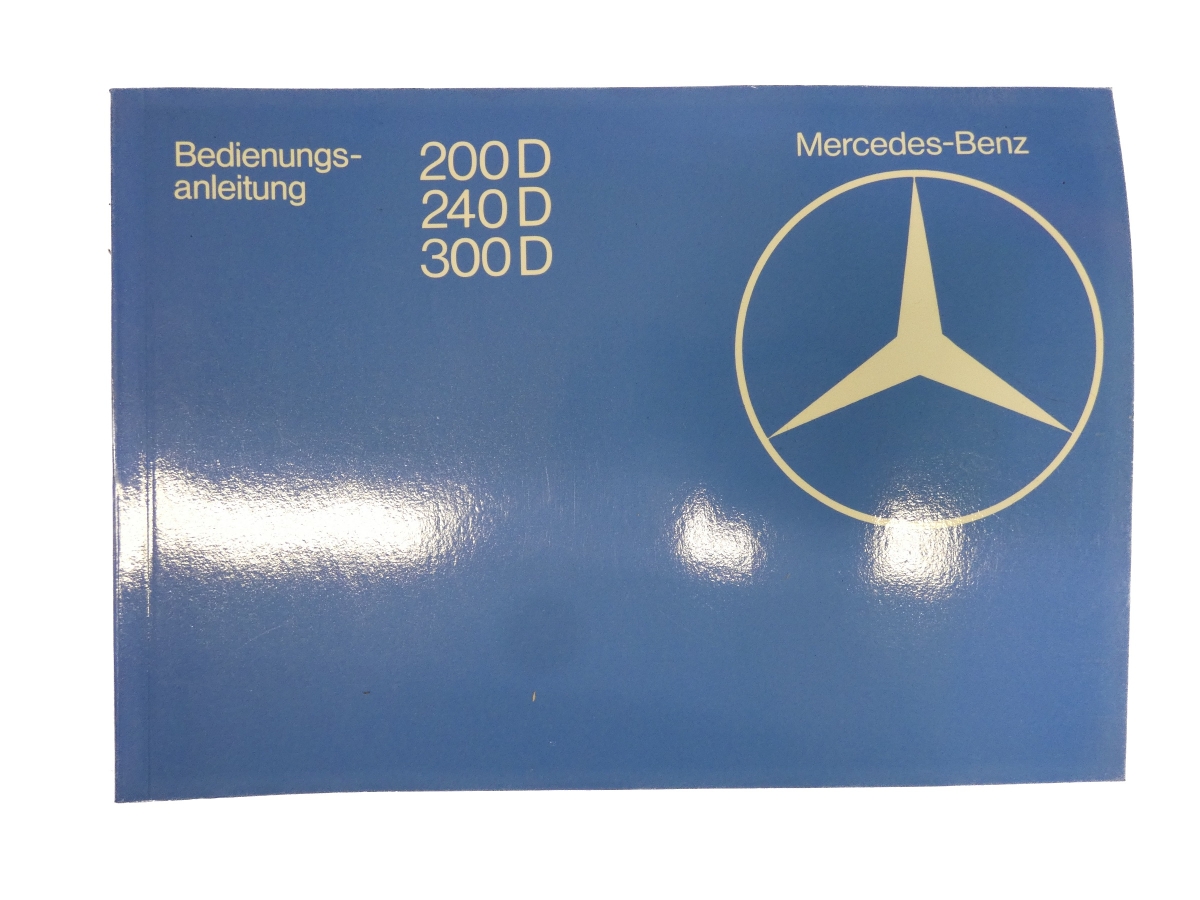 Bedienungs-
anleitung
200 D
240 D
300 D
Mercedes-Benz